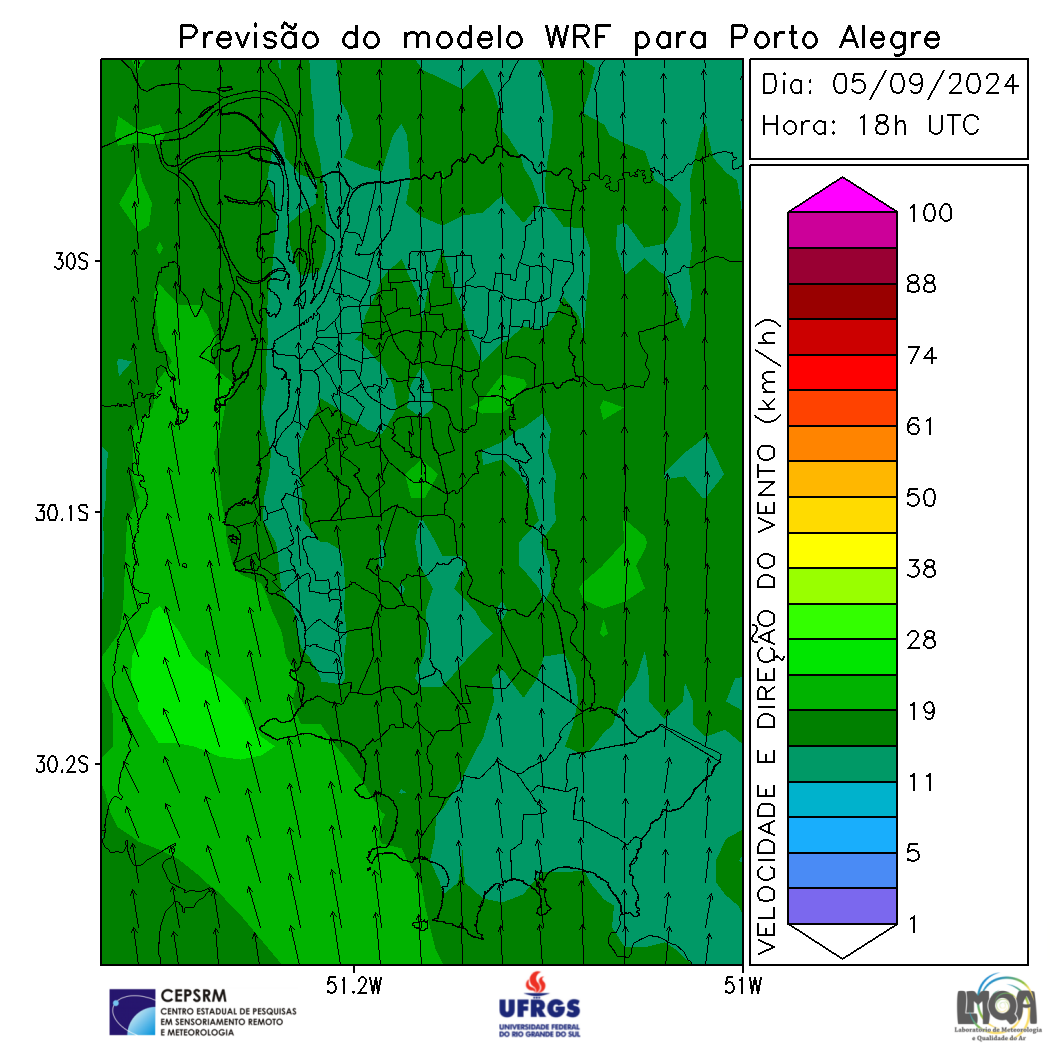 Previsão do modelo WRF para Porto Alegre
Dia: 05/09/2024
Hora: 18h UTC
30S
30.1S
30.2S
51.2W
51W
VELOCIDADE E DIREÇÃO DO VENTO (km/h)
100
88
74
61
50
38
28
19
11
5
1
CEPSRM
CENTRO ESTADUAL DE PESQUISAS
EM SENSORIAMENTO REMOTO
E METEOROLOGIA
UFRGS
UNIVERSIDADE FEDERAL
DO RIO GRANDE DO SUL
LMQA
Laboratório de Meteorologia
e Qualidade do Ar